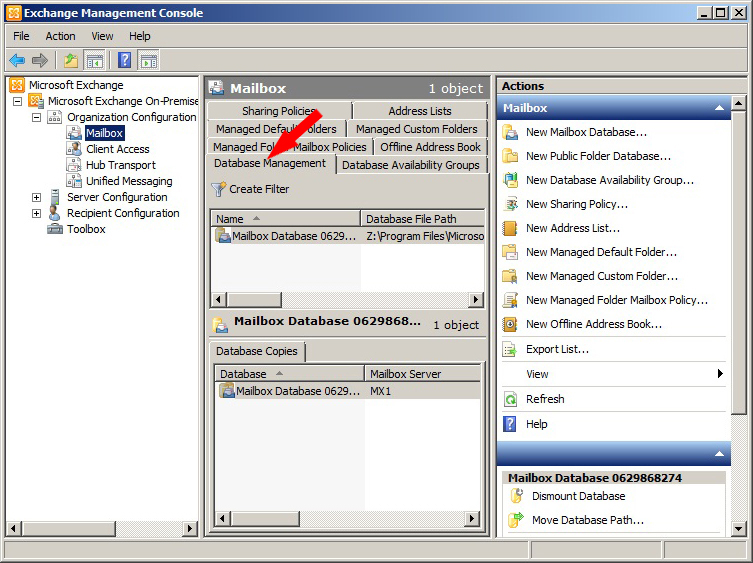 Exchange Management Console
File Action View Help
Microsoft Exchange
Microsoft Exchange On-Premise
Organization Configuration
Mailbox
Client Access
Hub Transport
Unified Messaging
Server Configuration
Recipient Configuration
Toolbox
Mailbox 1 object
Sharing Policies Address Lists
Managed Default Folders Managed Custom Folders
Managed Folder Mailbox Policies Offline Address Book
Database Management Database Availability Groups
Create Filter
Name Database File Path
Mailbox Database 0629... Z:\Program Files\Microso
Mailbox Database 0629868... 1 object
Database Copies
Database Mailbox Server
Mailbox Database 0629... MX1
Actions
Mailbox
New Mailbox Database...
New Public Folder Database...
New Database Availability Group...
New Sharing Policy...
New Address List...
New Managed Default Folder...
New Managed Custom Folder...
New Managed Folder Mailbox Policy...
New Offline Address Book...
Export List...
View
Refresh
Help
Mailbox Database 0629868274
Dismount Database
Move Database Path...